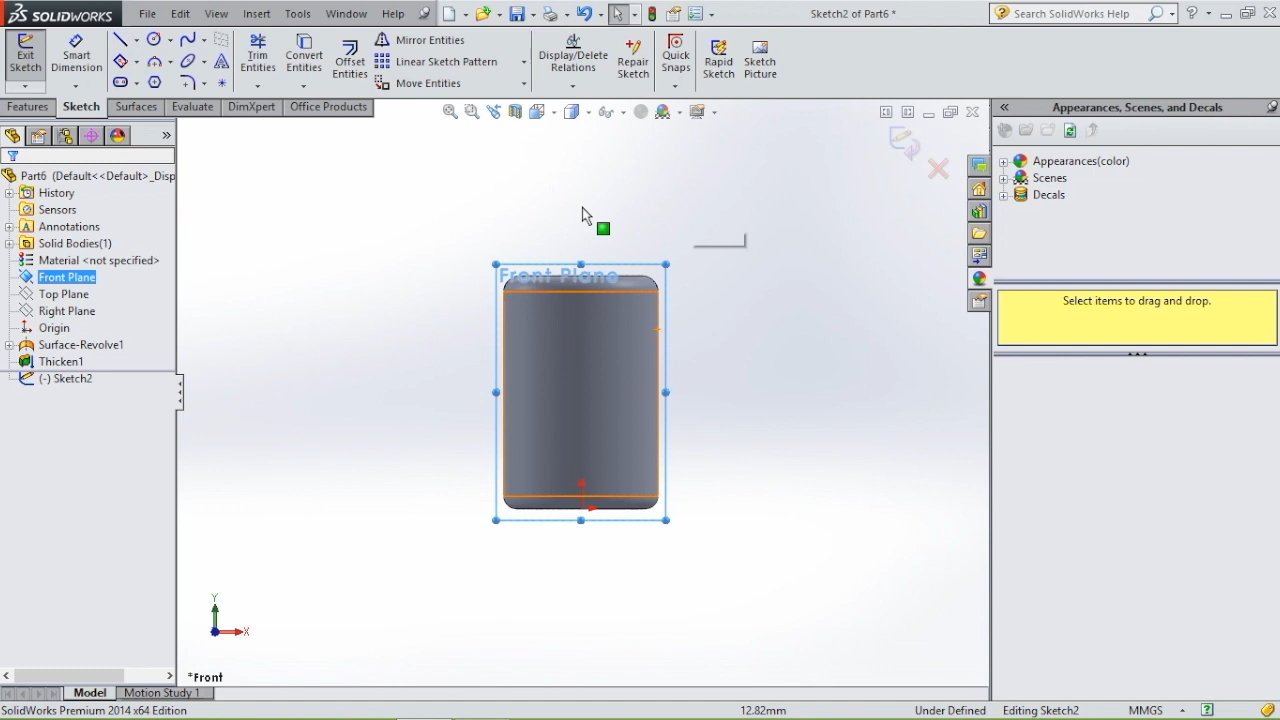 SOLIDWORKS
File Edit View Insert Tools Window Help
Sketch2 of Part6 *
Search SolidWorks Help
Exit Sketch
Smart Dimension
Trim Entities
Convert Entities
Offset Entities
Mirror Entities
Linear Sketch Pattern
Move Entities
Display/Delete Relations
Repair Sketch
Quick Snaps
Rapid Sketch
Sketch Picture
Features Sketch Surfaces Evaluate DimXpert Office Products
Part6 (Default<<Default>_Disp
History
Sensors
Annotations
Solid Bodies(1)
Material <not specified>
Front Plane
Top Plane
Right Plane
Origin
Surface-Revolve1
Thicken1
(-) Sketch2
Front Plane
Y
X
*Front
Appearances, Scenes, and Decals
Appearances(color)
Scenes
Decals
Select items to drag and drop.
Model Motion Study 1
SolidWorks Premium 2014 x64 Edition
12.82mm Under Defined Editing Sketch2 MMGS